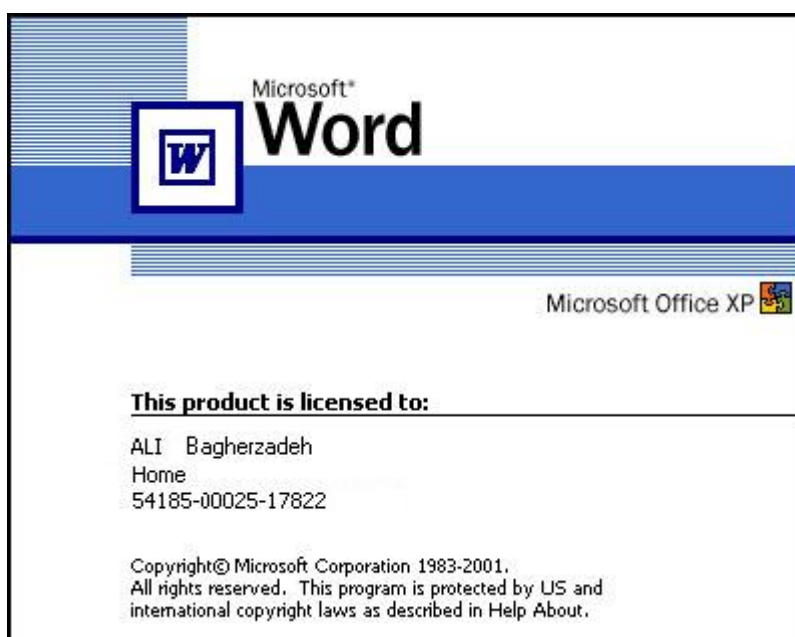 Microsoft®
Word
W
Microsoft Office XP
This product is licensed to:
ALI Bagherzadeh
Home
54185-00025-17822
Copyright© Microsoft Corporation 1983-2001.
All rights reserved. This program is protected by US and
international copyright laws as described in Help About.